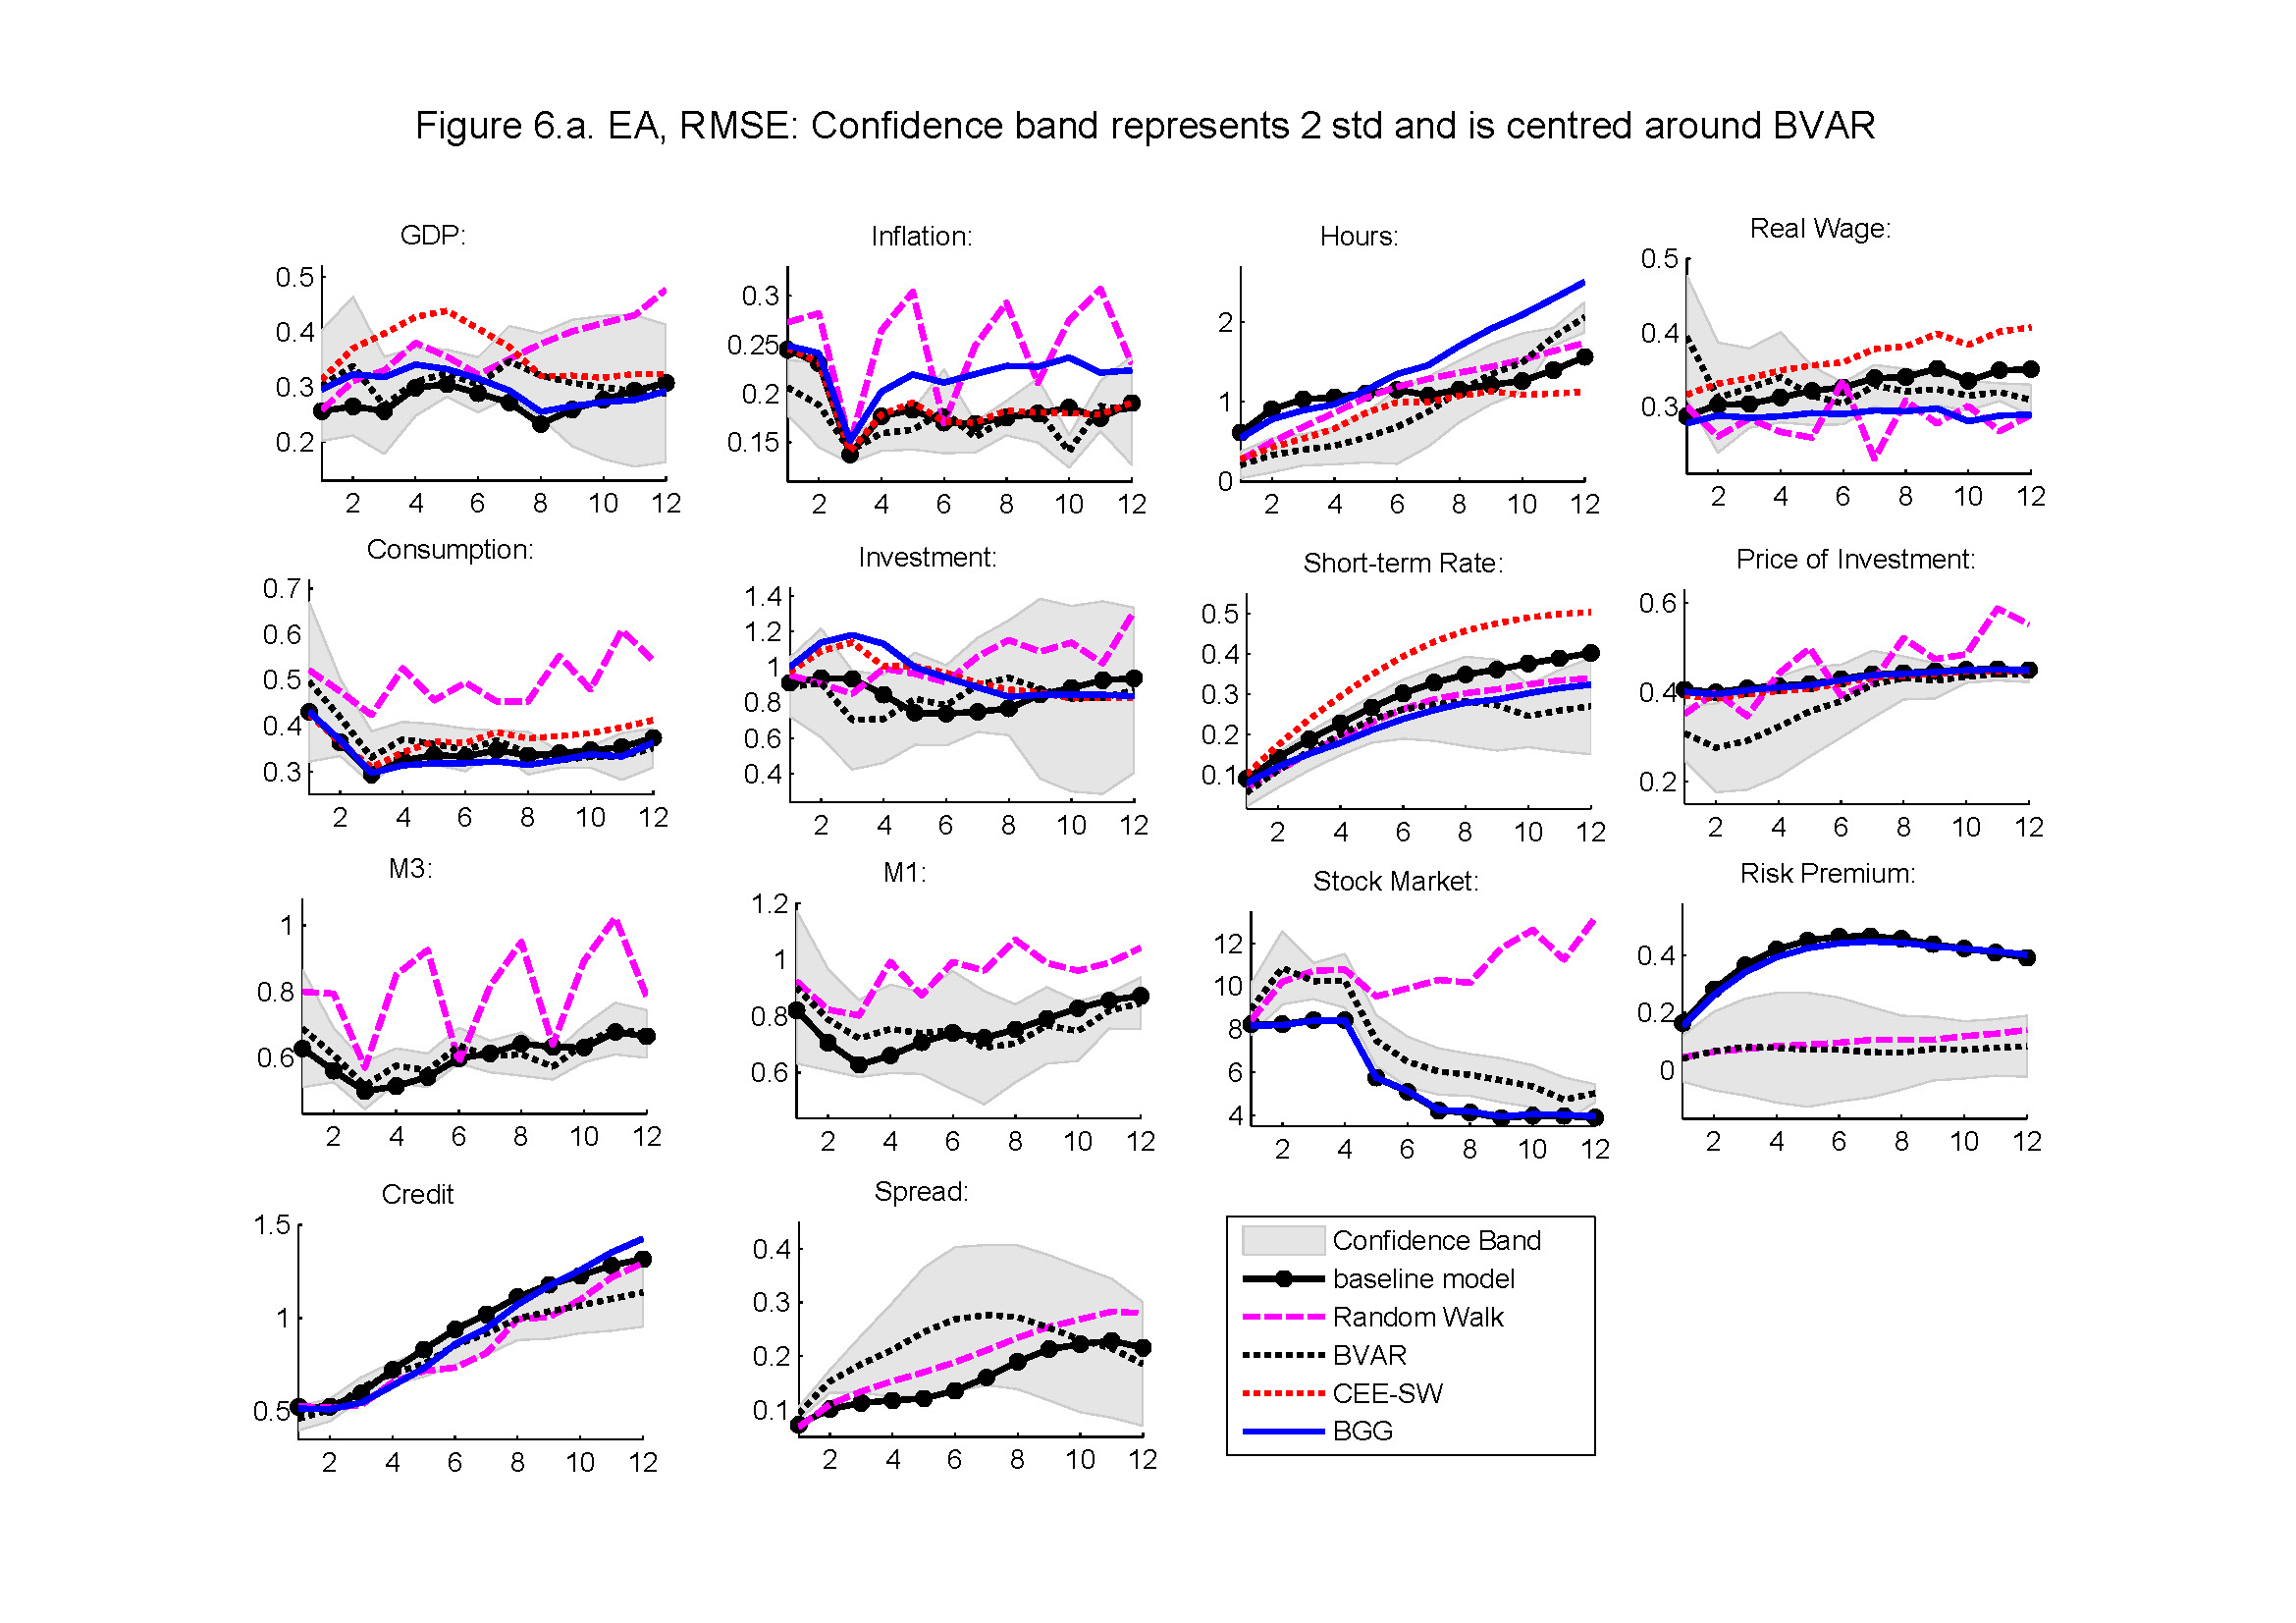 Figure 6.a. EA, RMSE: Confidence band represents 2 std and is centred around BVAR
GDP:
0.5
0.4
0.3
0.2
2 4 6 8 10 12
Inflation:
0.3
0.25
0.2
0.15
2 4 6 8 10 12
Hours:
2
1
0
2 4 6 8 10 12
Real Wage:
0.5
0.4
0.3
2 4 6 8 10 12
Consumption:
0.7
0.6
0.5
0.4
0.3
2 4 6 8 10 12
Investment:
1.4
1.2
1
0.8
0.6
0.4
2 4 6 8 10 12
Short-term Rate:
0.5
0.4
0.3
0.2
0.1
2 4 6 8 10 12
Price of Investment:
0.6
0.4
0.2
2 4 6 8 10 12
M3:
1
0.8
0.6
2 4 6 8 10 12
M1:
1.2
1
0.8
0.6
2 4 6 8 10 12
Stock Market:
12
10
8
6
4
2 4 6 8 10 12
Risk Premium:
0.4
0.2
0
2 4 6 8 10 12
Credit
1.5
1
0.5
2 4 6 8 10 12
Spread:
0.4
0.3
0.2
0.1
2 4 6 8 10 12
Confidence Band
baseline model
Random Walk
BVAR
CEE-SW
BGG